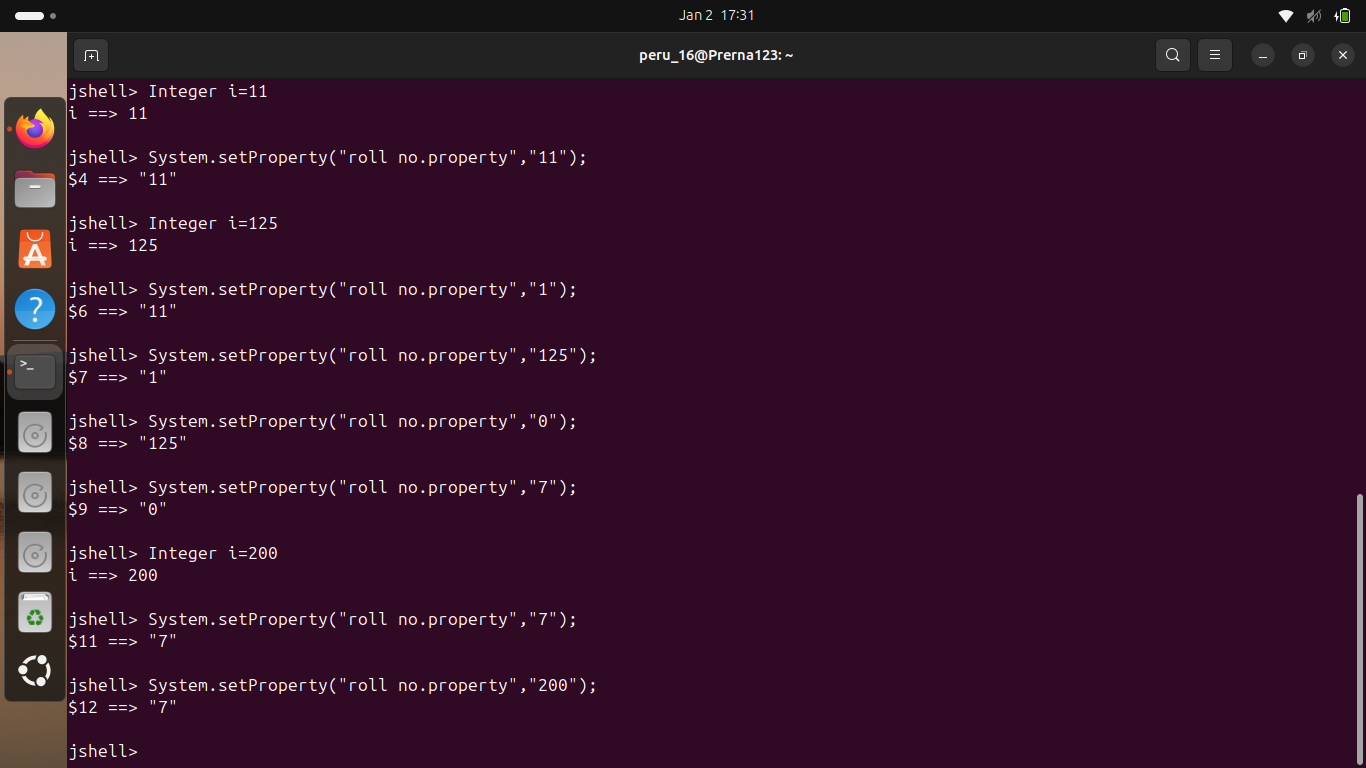 Jan 2 17:31
peru_16@Prerna123: ~
jshell> Integer i=11
i ==> 11
jshell> System.setProperty("roll no.property","11");
$4 ==> "11"
jshell> Integer i=125
i ==> 125
jshell> System.setProperty("roll no.property","1");
$6 ==> "11"
jshell> System.setProperty("roll no.property","125");
$7 ==> "1"
jshell> System.setProperty("roll no.property","0");
$8 ==> "125"
jshell> System.setProperty("roll no.property","7");
$9 ==> "0"
jshell> Integer i=200
i ==> 200
jshell> System.setProperty("roll no.property","7");
$11 ==> "7"
jshell> System.setProperty("roll no.property","200");
$12 ==> "7"
jshell>